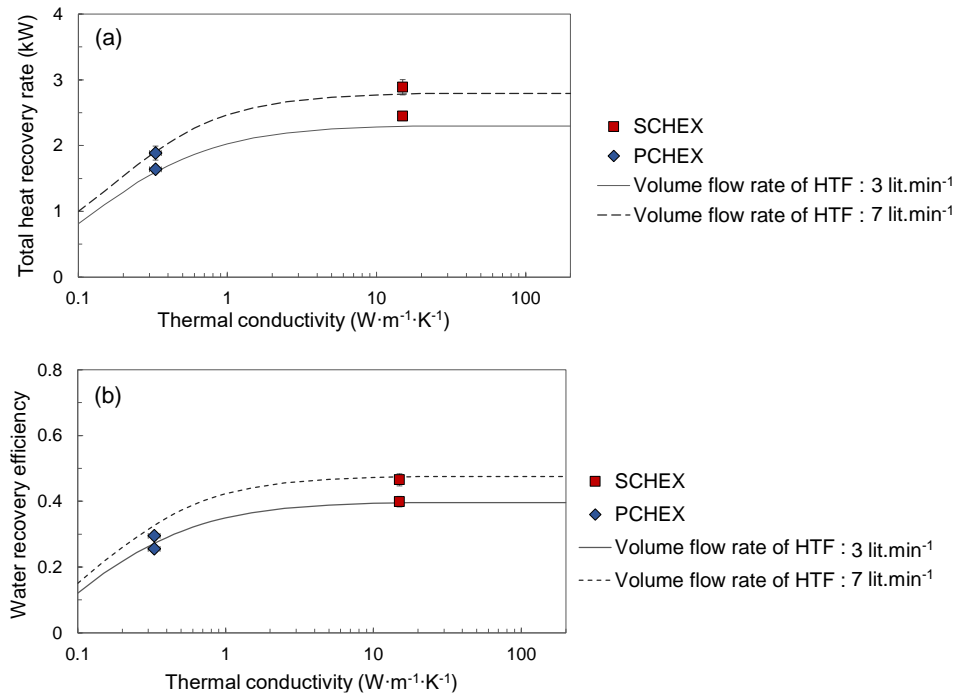 (a)
Total heat recovery rate (kW)
4
3
2
1
0
0.1 1 10 100
Thermal conductivity (W·m-1·K-1)
SCHEX
PCHEX
Volume flow rate of HTF : 3 lit.min-1
Volume flow rate of HTF : 7 lit.min-1
(b)
Water recovery efficiency
0.8
0.6
0.4
0.2
0
0.1 1 10 100
Thermal conductivity (W·m-1·K-1)
SCHEX
PCHEX
Volume flow rate of HTF : 3 lit.min-1
Volume flow rate of HTF : 7 lit.min-1